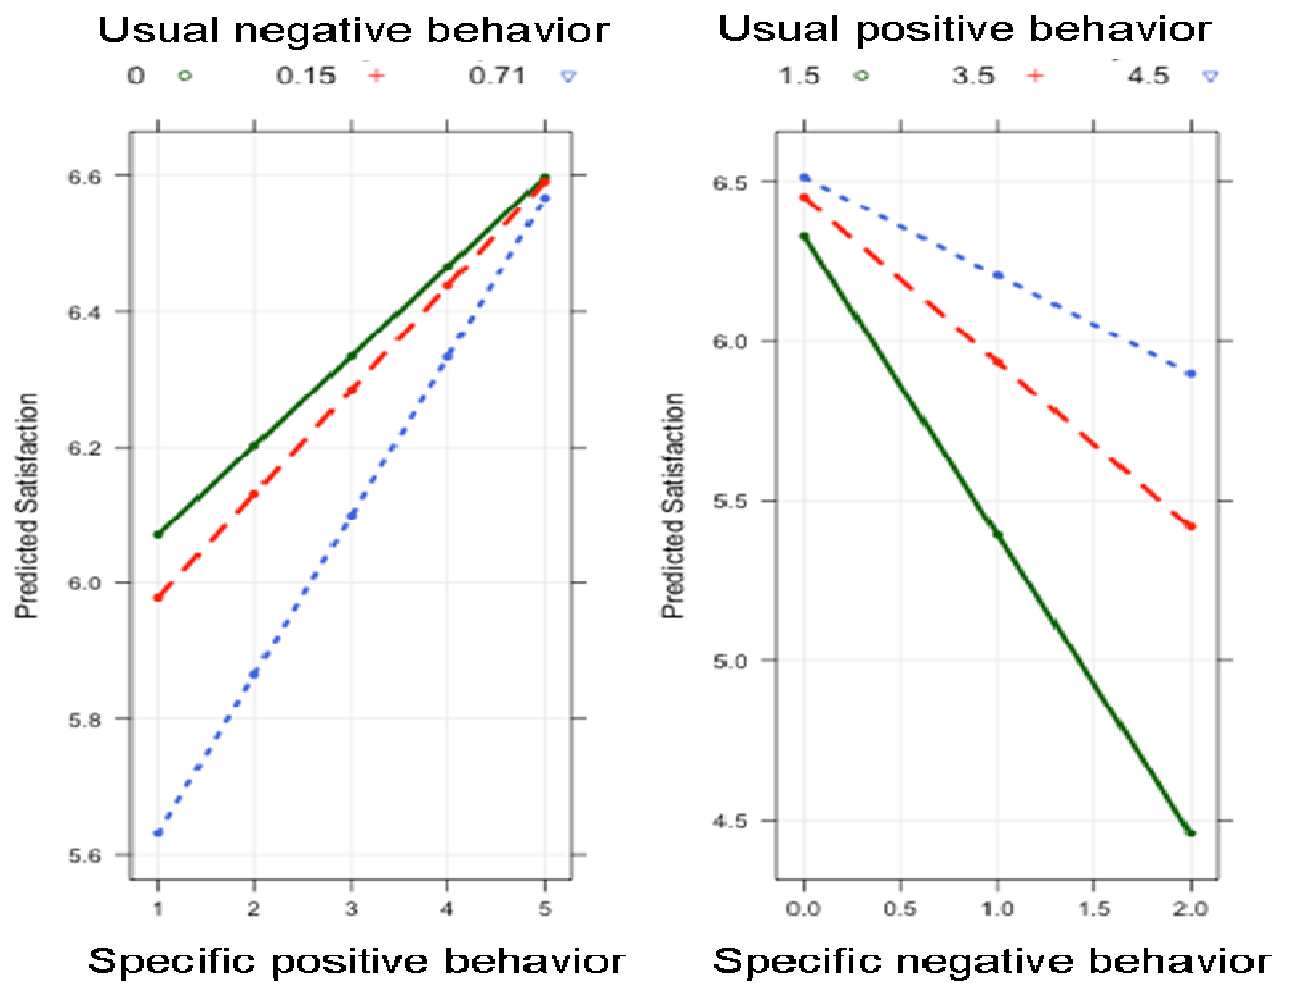 Usual negative behavior
0 0.15 0.71
6.6
6.4
6.2
6.0
5.8
5.6
Predicted Satisfaction
1 2 3 4 5
Specific positive behavior
Usual positive behavior
1.5 3.5 4.5
6.5
6.0
5.5
5.0
4.5
Predicted Satisfaction
0.0 0.5 1.0 1.5 2.0
Specific negative behavior